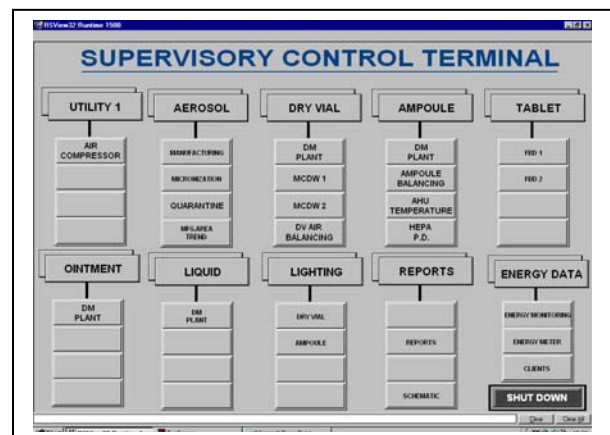 RSView32 Runtime 1500
SUPERVISORY CONTROL TERMINAL
UTILITY 1
AIR
COMPRESSOR
AEROSOL
MANUFACTURING
MICRONIZATION
QUARANTINE
MFG.AREA
TREND
DRY VIAL
DM
PLANT
MCDW 1
MCDW 2
DV AIR
BALANCING
AMPOULE
DM
PLANT
AMPOULE
BALANCING
AHU
TEMPERATURE
HEPA
P.D.
TABLET
FBD 1
FBD 2
OINTMENT
DM
PLANT
LIQUID
DM
PLANT
LIGHTING
DRY VIAL
AMPOULE
REPORTS
REPORTS
SCHEMATIC
ENERGY DATA
ENERGY MONITORING
ENERGY METER
CLIENTS
SHUT DOWN
Clear Clear All